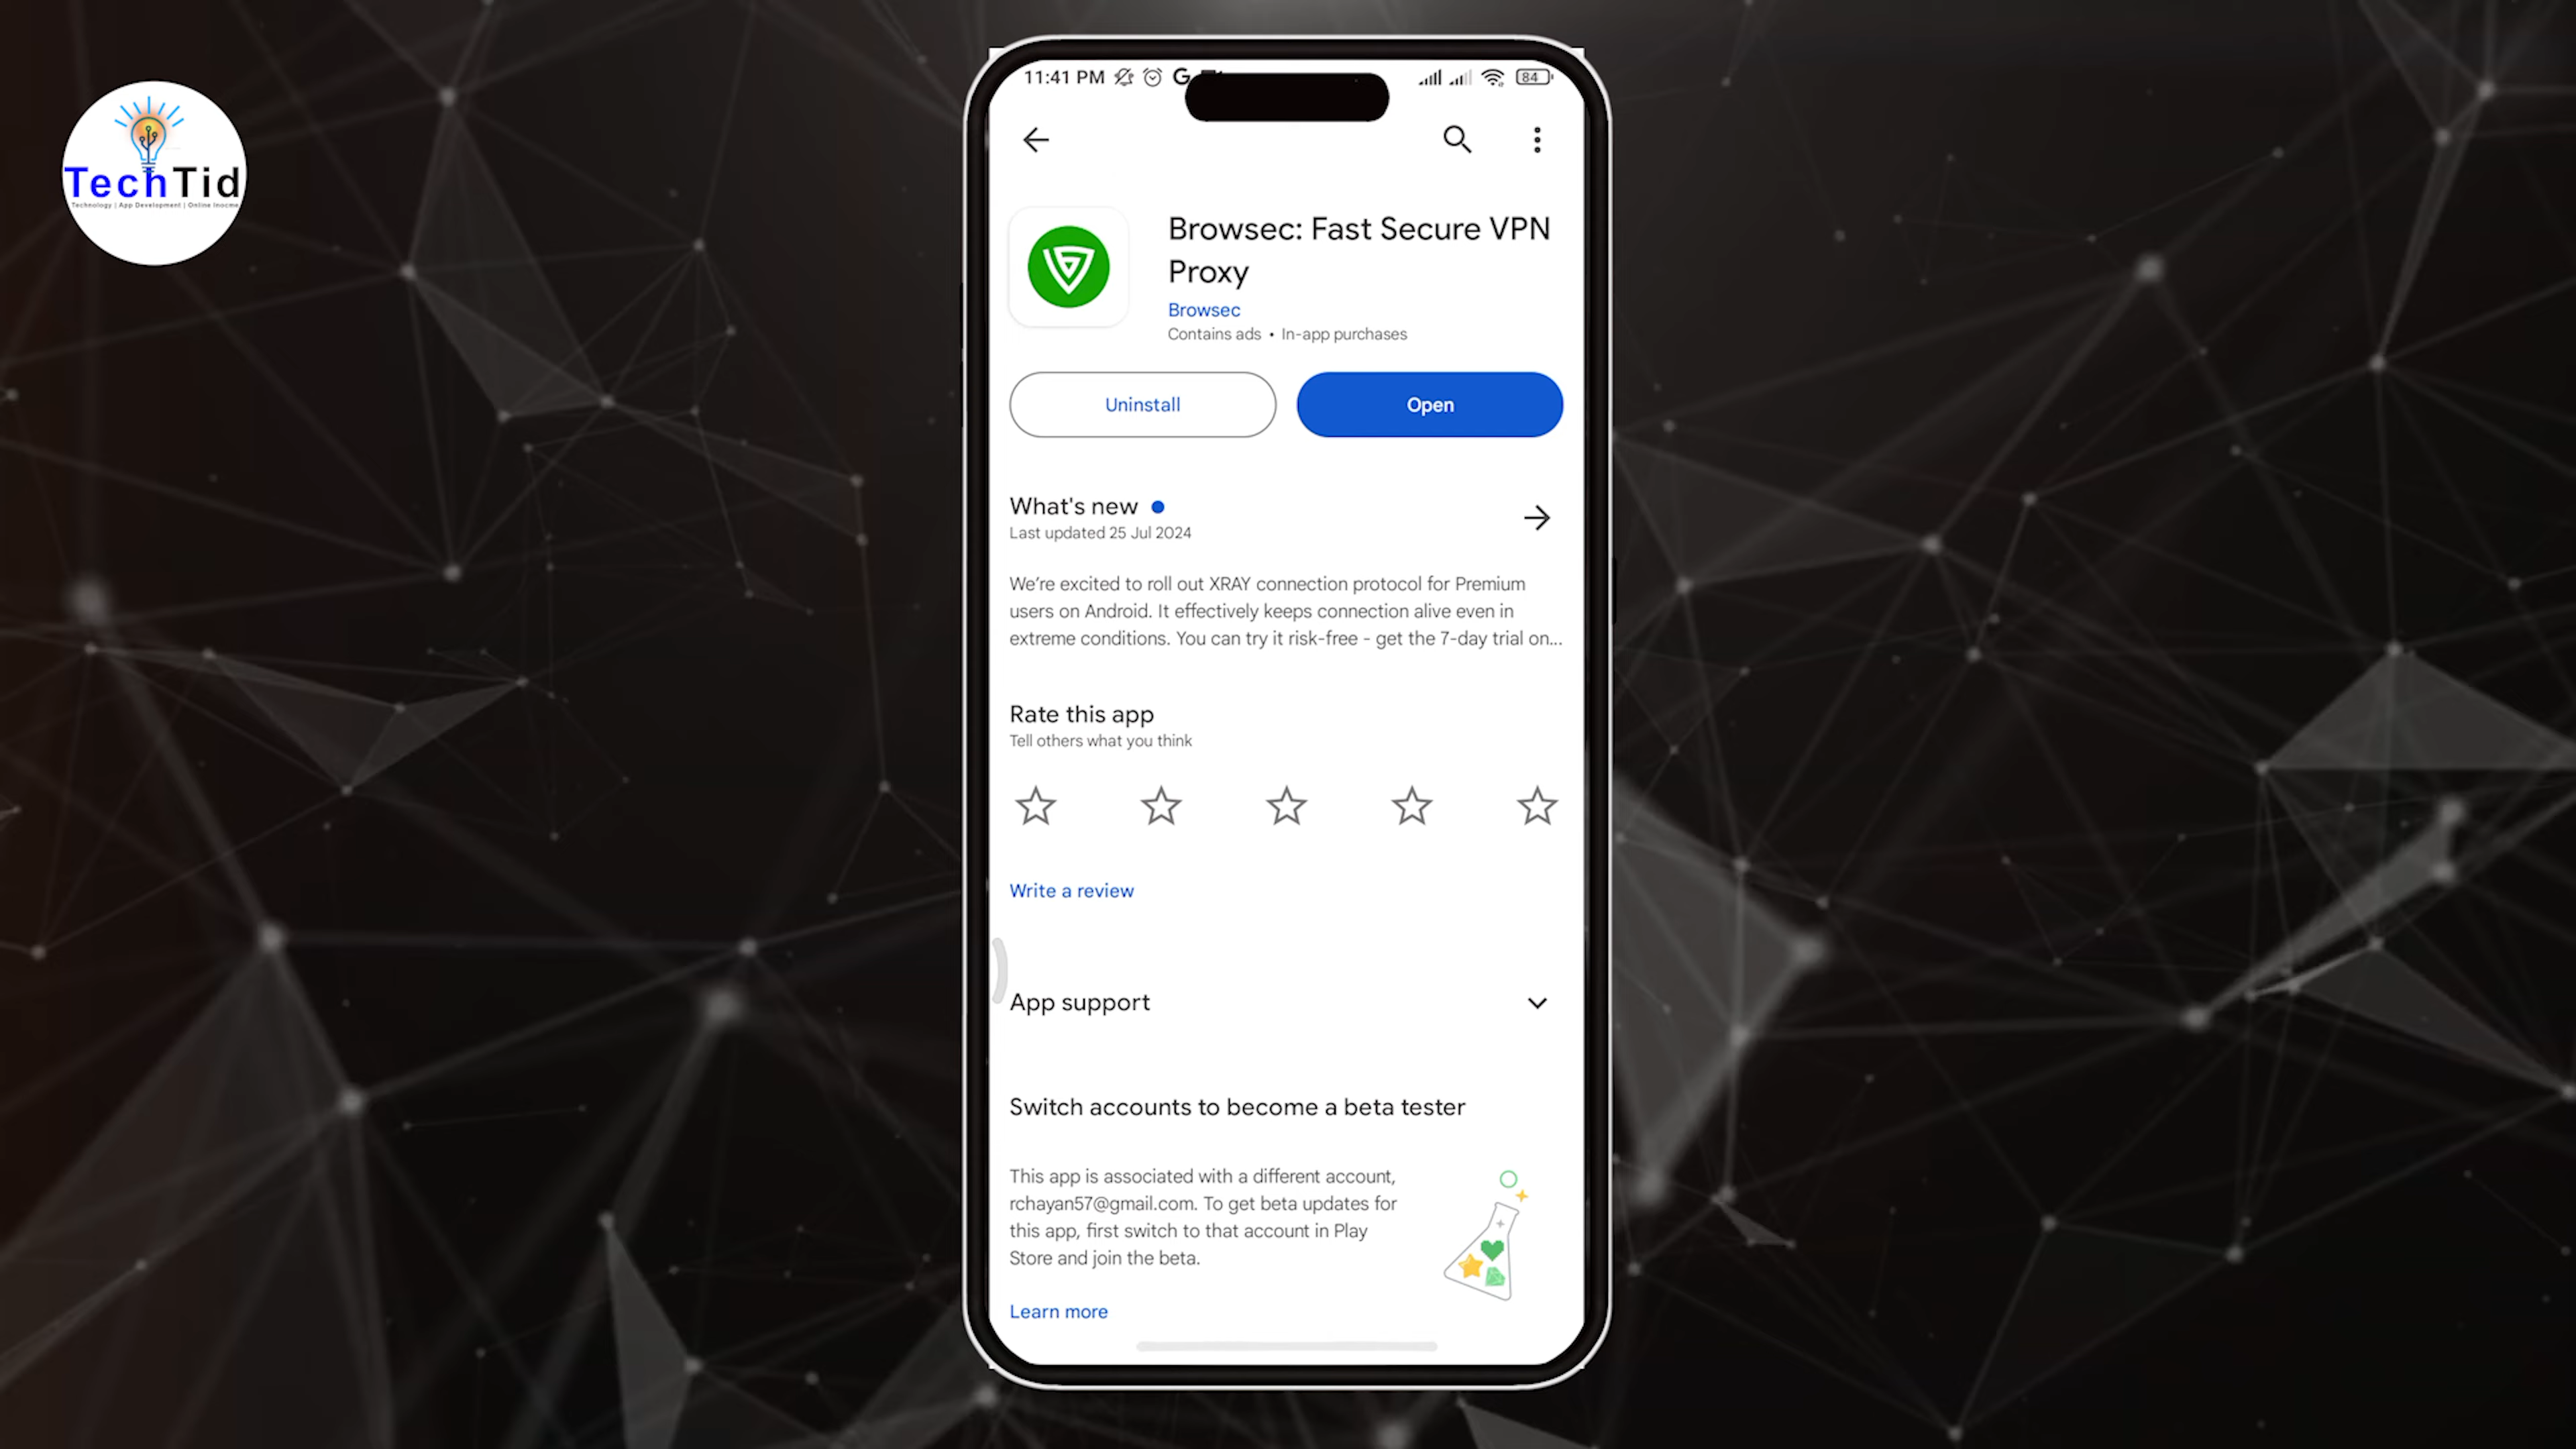 TechTid
Technology | App Development | Online Inocme
11:41 PM
84
Browsec: Fast Secure VPN
Proxy
Browsec
Contains ads • In-app purchases
Uninstall
Open
What's new
Last updated 25 Jul 2024
We're excited to roll out XRAY connection protocol for Premium
users on Android. It effectively keeps connection alive even in
extreme conditions. You can try it risk-free - get the 7-day trial on...
Rate this app
Tell others what you think
Write a review
App support
Switch accounts to become a beta tester
This app is associated with a different account,
rchayan57@gmail.com. To get beta updates for
this app, first switch to that account in Play
Store and join the beta.
Learn more